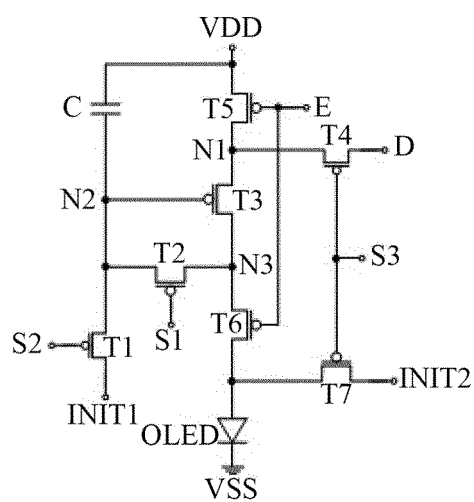 VDD
C
T5
E
T4
N1
D
N2
T3
T2
N3
S3
T6
S2
T1
S1
INIT1
T7
INIT2
OLED
VSS